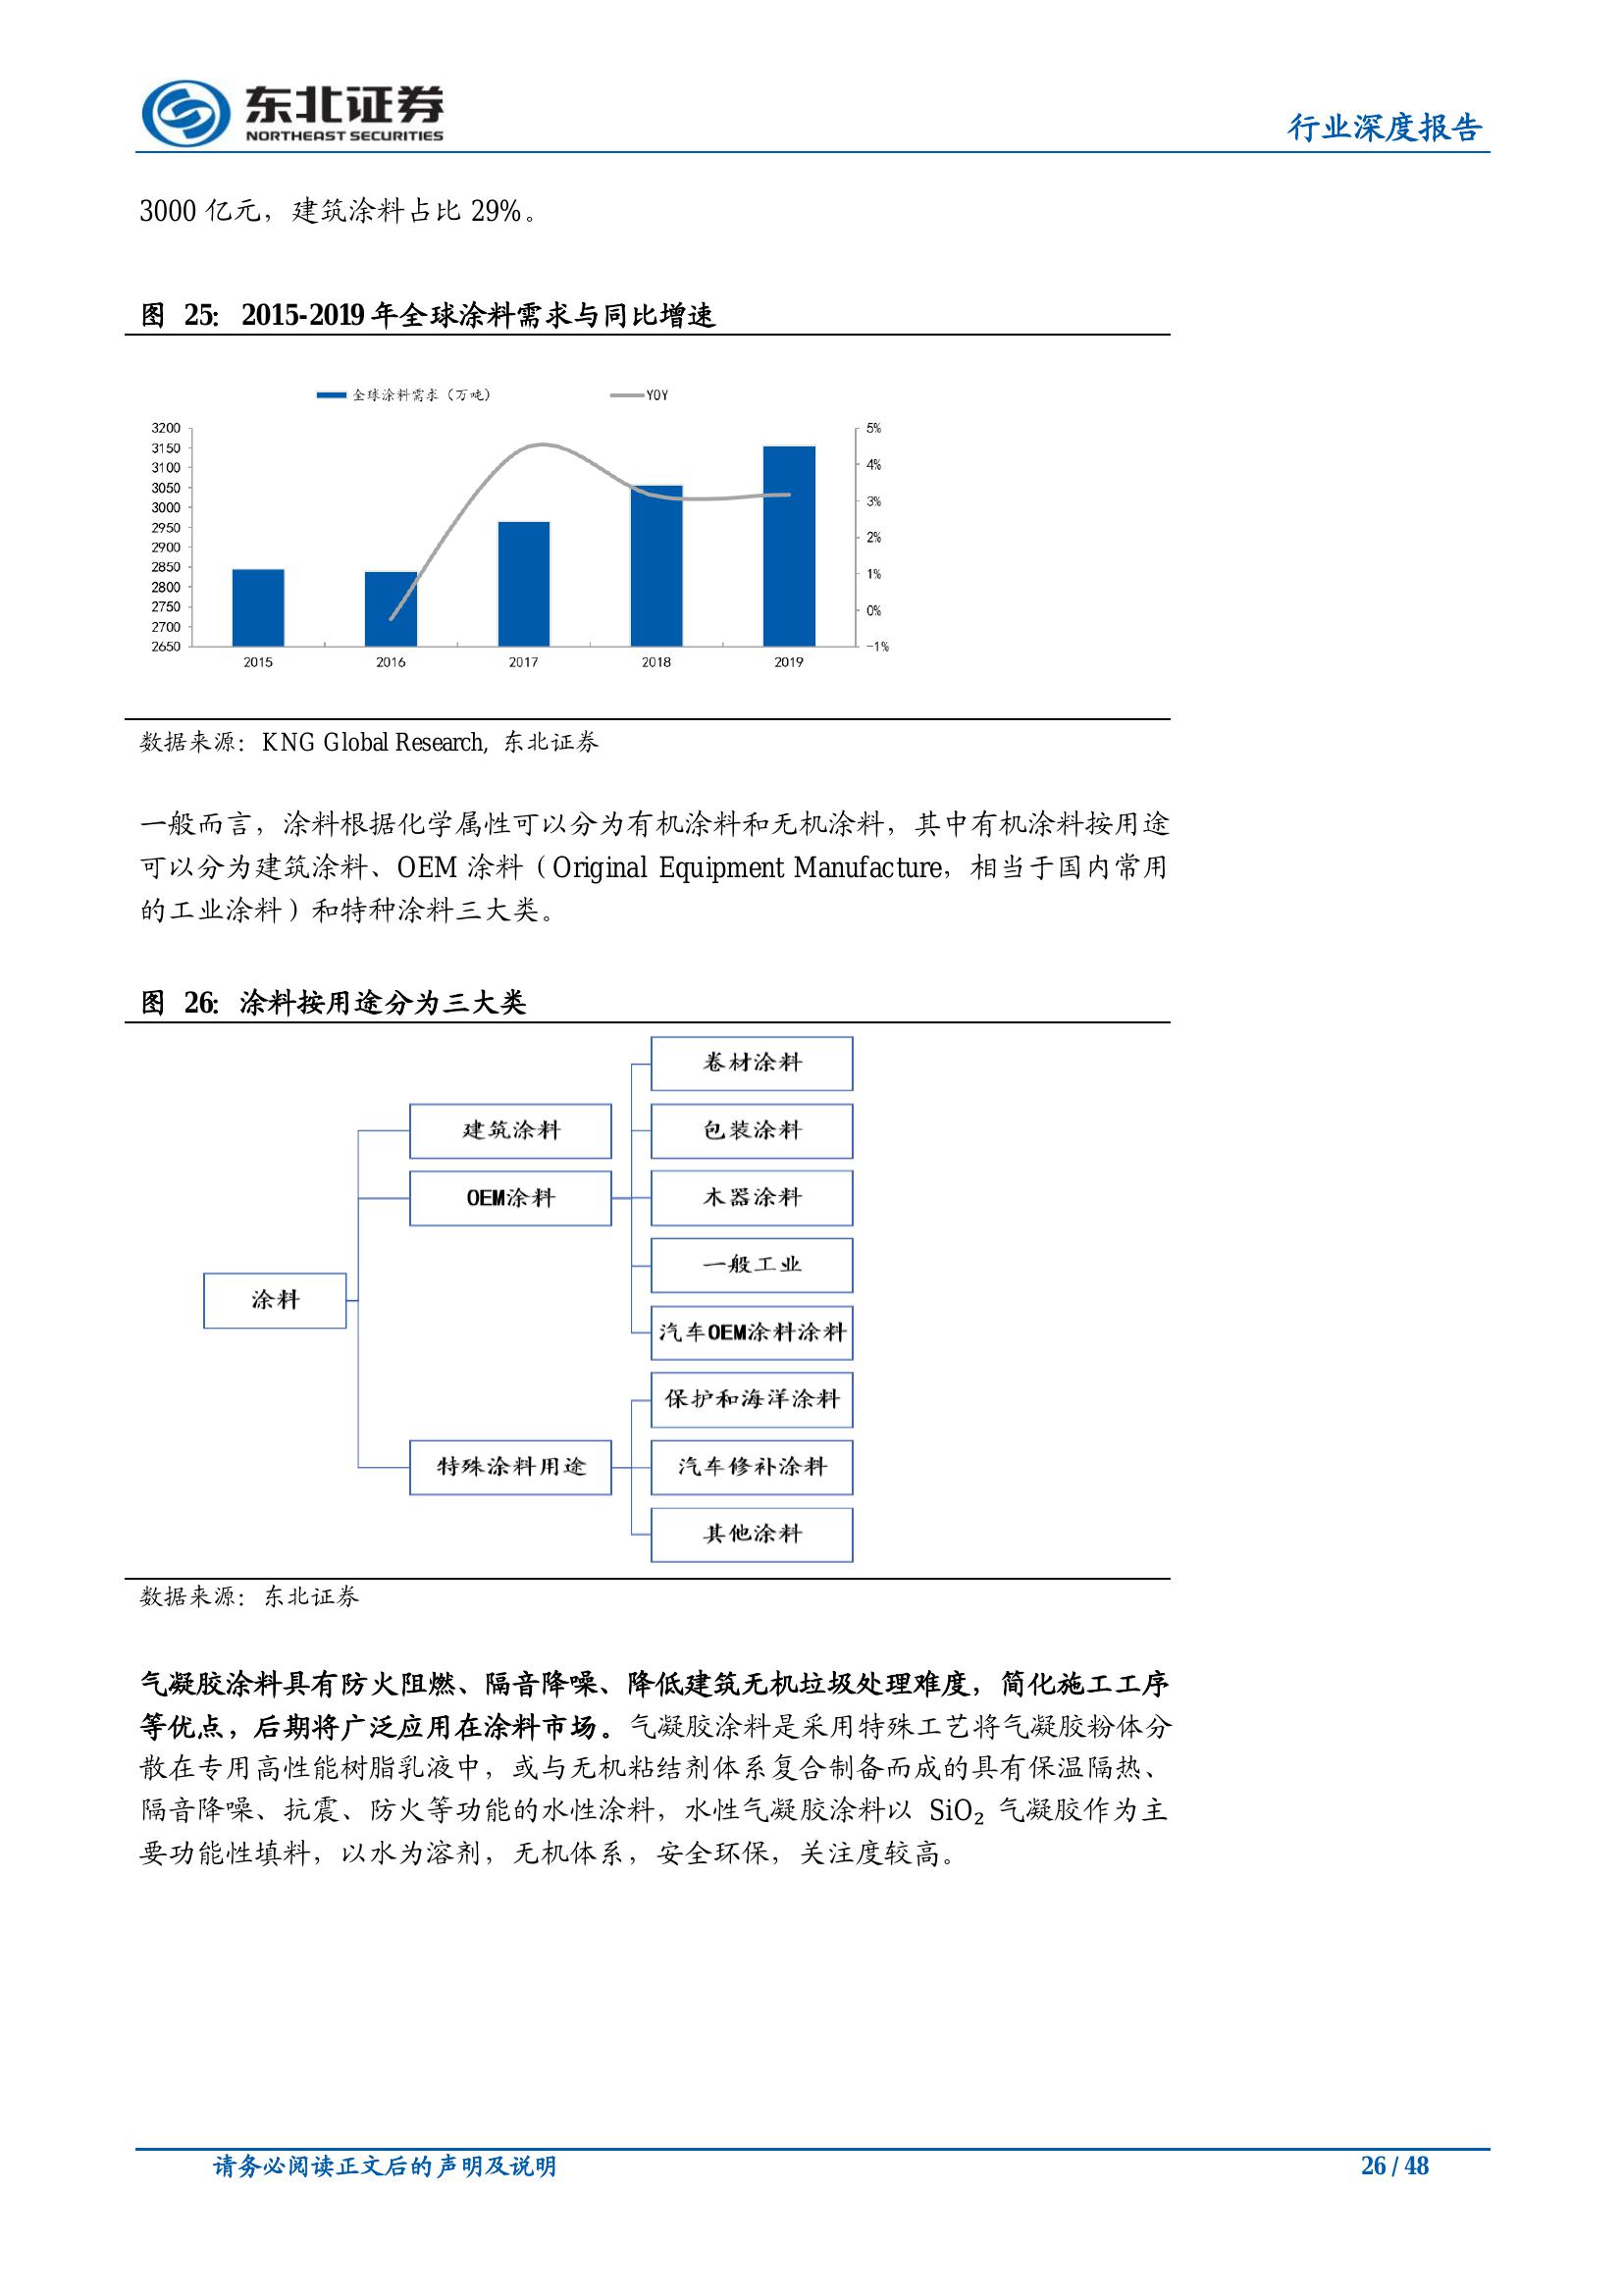 东北证券
NORTHEAST SECURITIES
行业深度报告
3000 亿元，建筑涂料占比 29%。
图 25： 2015-2019 年全球涂料需求与同比增速
全球涂料需求（万吨） YOY
3200
3150
3100
3050
3000
2950
2900
2850
2800
2750
2700
2650
5%
4%
3%
2%
1%
0%
-1%
2015 2016 2017 2018 2019
数据来源：KNG Global Research, 东北证券
一般而言，涂料根据化学属性可以分为有机涂料和无机涂料，其中有机涂料按用途
可以分为建筑涂料、OEM 涂料（Original Equipment Manufacture，相当于国内常用
的工业涂料）和特种涂料三大类。
图 26：涂料按用途分为三大类
涂料
建筑涂料
OEM涂料
卷材涂料
包装涂料
木器涂料
一般工业
汽车OEM涂料涂料
特殊涂料用途
保护和海洋涂料
汽车修补涂料
其他涂料
数据来源：东北证券
气凝胶涂料具有防火阻燃、隔音降噪、降低建筑无机垃圾处理难度，简化施工工序
等优点，后期将广泛应用在涂料市场。气凝胶涂料是采用特殊工艺将气凝胶粉体分
散在专用高性能树脂乳液中，或与无机粘结剂体系复合制备而成的具有保温隔热、
隔音降噪、抗震、防火等功能的水性涂料，水性气凝胶涂料以 SiO₂ 气凝胶作为主
要功能性填料，以水为溶剂，无机体系，安全环保，关注度较高。
请务必阅读正文后的声明及说明
26 / 48